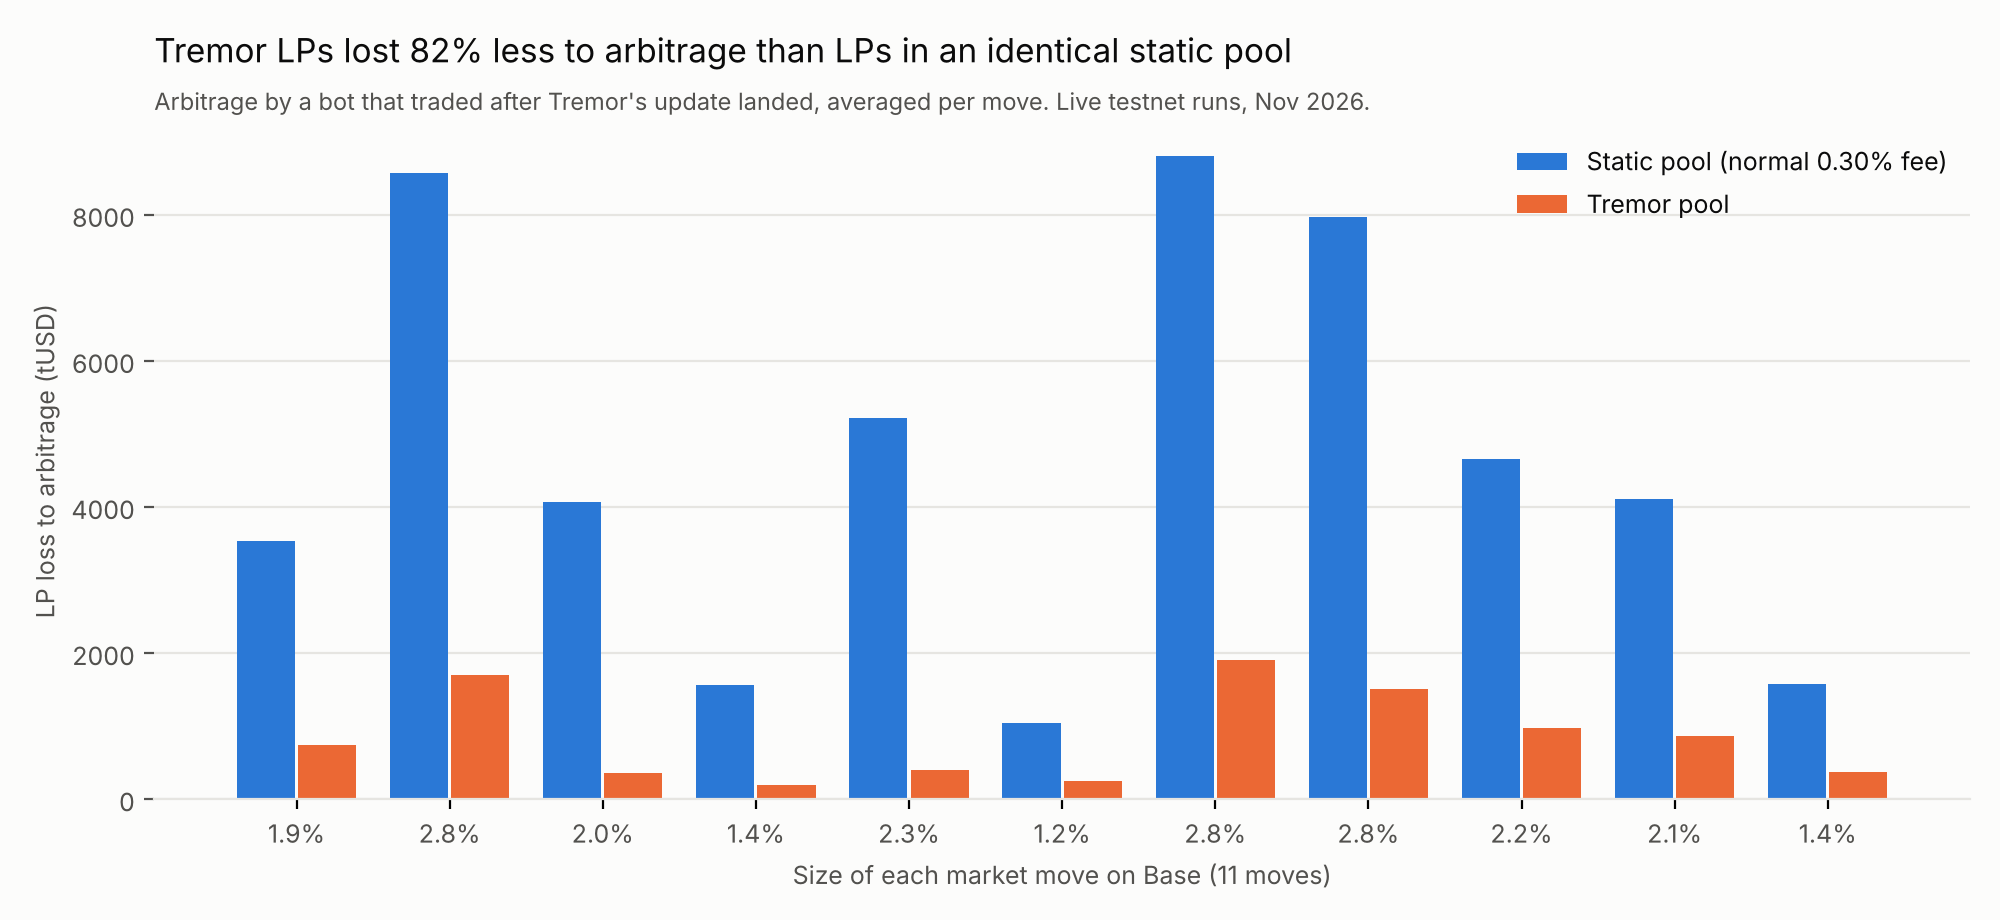 Tremor LPs lost 82% less to arbitrage than LPs in an identical static pool
Arbitrage by a bot that traded after Tremor's update landed, averaged per move. Live testnet runs, Nov 2026.
Static pool (normal 0.30% fee)
Tremor pool
LP loss to arbitrage (tUSD)
8000
6000
4000
2000
0
1.9% 2.8% 2.0% 1.4% 2.3% 1.2% 2.8% 2.8% 2.2% 2.1% 1.4%
Size of each market move on Base (11 moves)